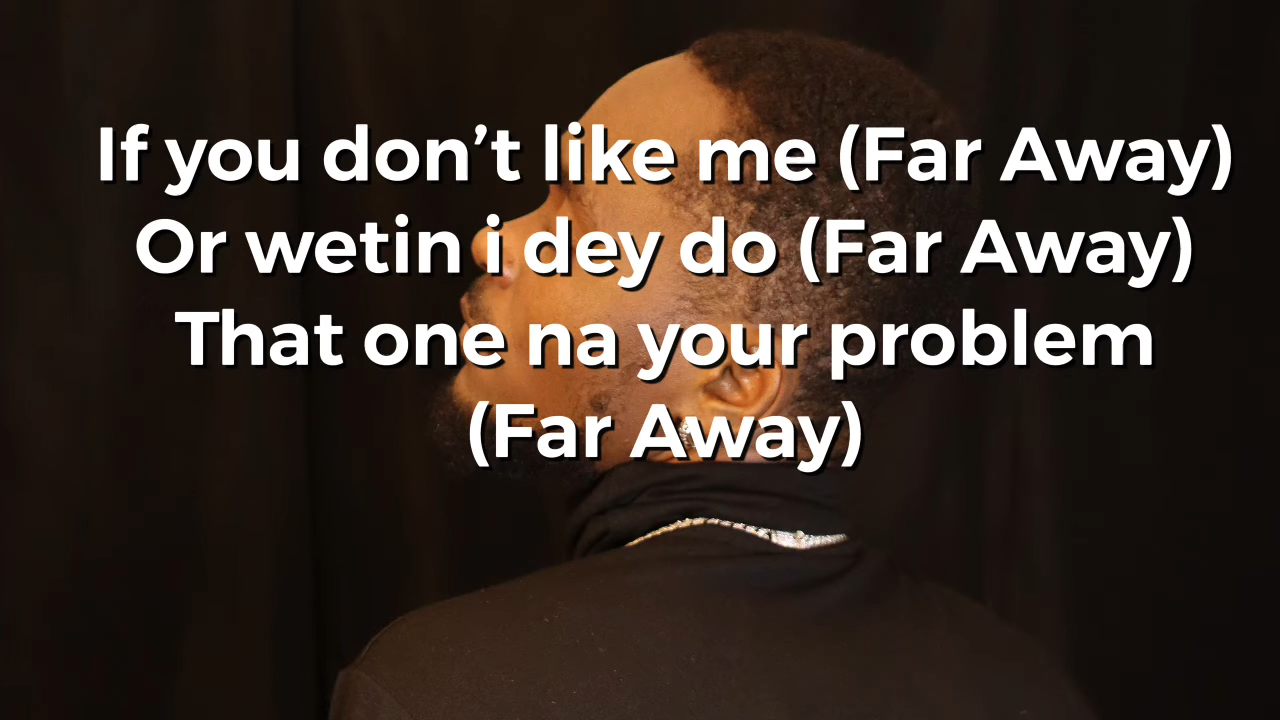 If you don’t like me (Far Away)
Or wetin i dey do (Far Away)
That one na your problem
(Far Away)